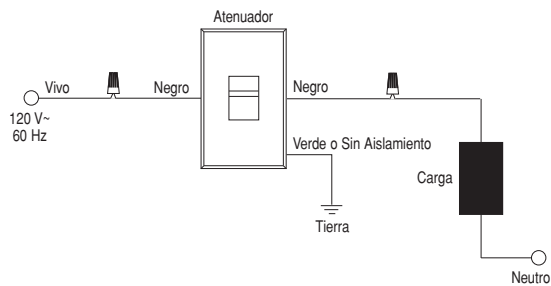 Atenuador
Vivo
Negro
Negro
120 V~
60 Hz
Verde o Sin Aislamiento
Carga
Tierra
Neutro